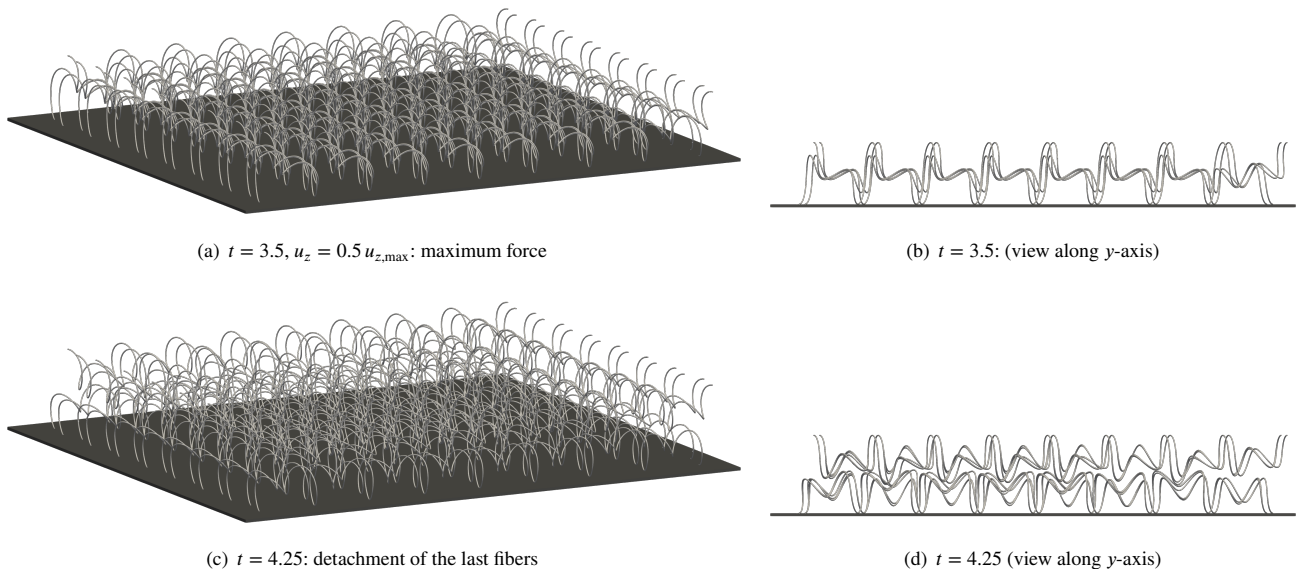 (a) t = 3.5, u_z = 0.5 u_z,max: maximum force
(b) t = 3.5: (view along y-axis)
(c) t = 4.25: detachment of the last fibers
(d) t = 4.25 (view along y-axis)